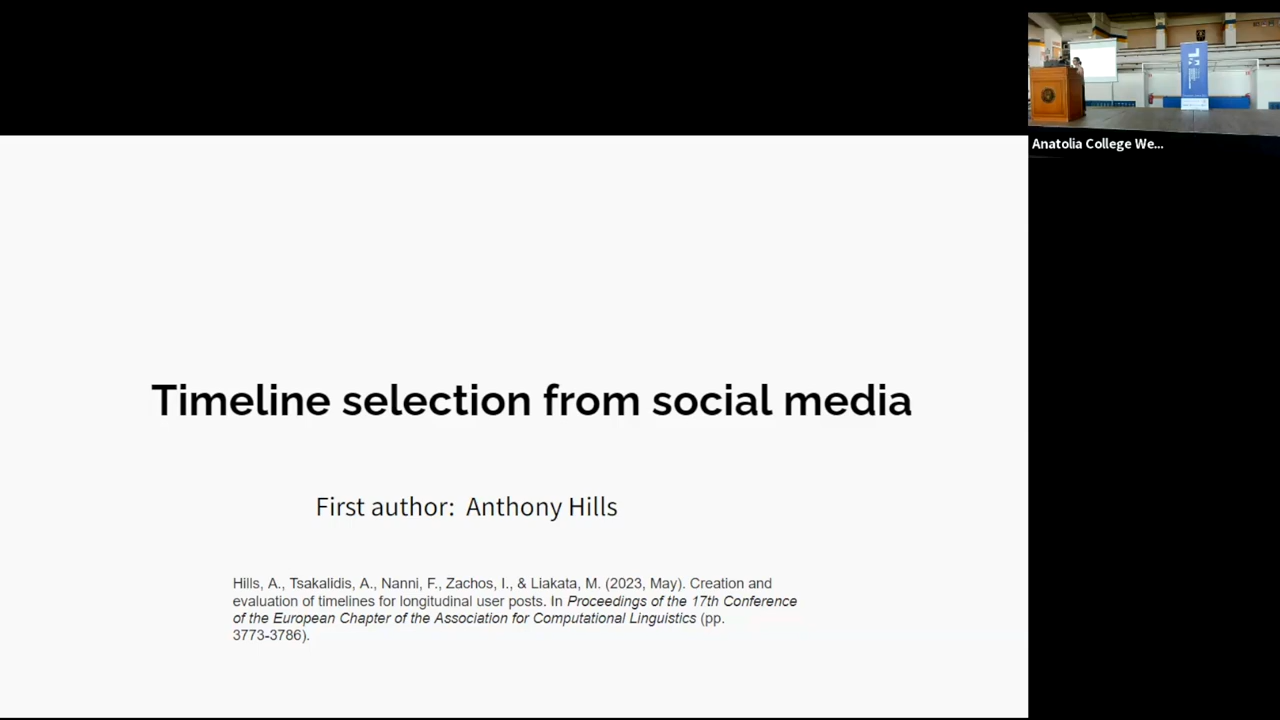 Timeline selection from social media
First author: Anthony Hills
Hills, A., Tsakalidis, A., Nanni, F., Zachos, I., & Liakata, M. (2023, May). Creation and
evaluation of timelines for longitudinal user posts. In Proceedings of the 17th Conference
of the European Chapter of the Association for Computational Linguistics (pp.
3773-3786).
Anatolia College We...